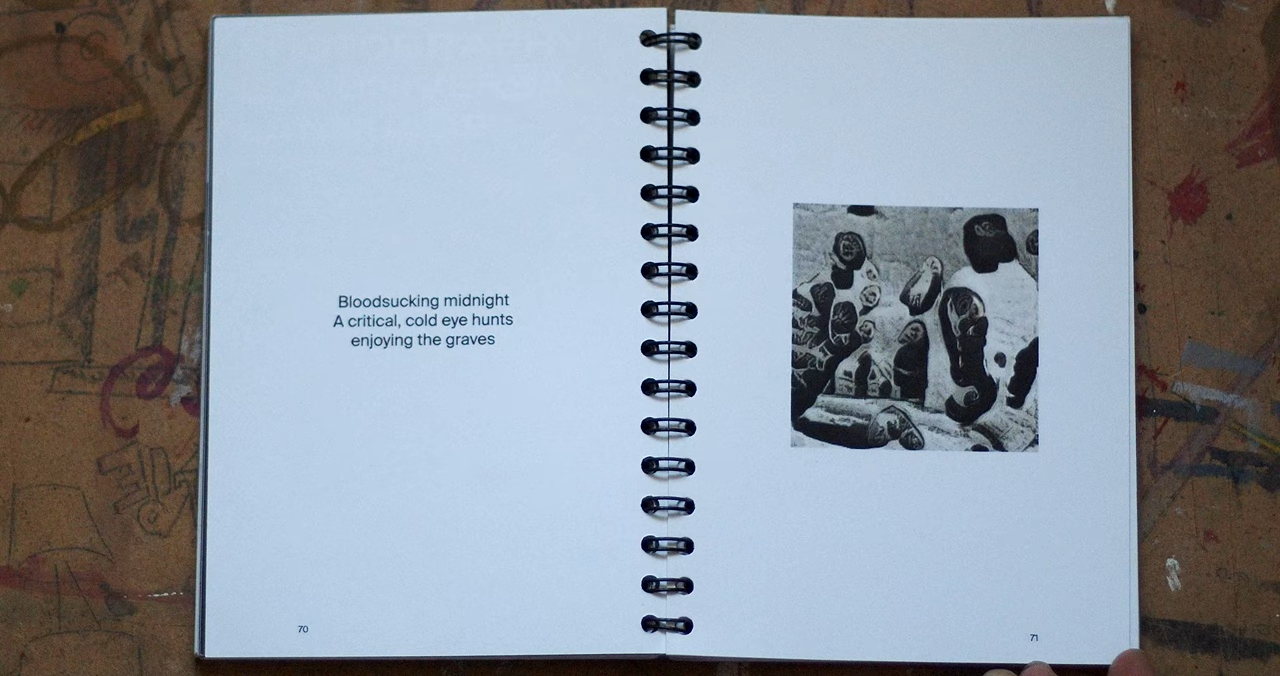 Bloodsucking midnight
A critical, cold eye hunts
enjoying the graves
70
71